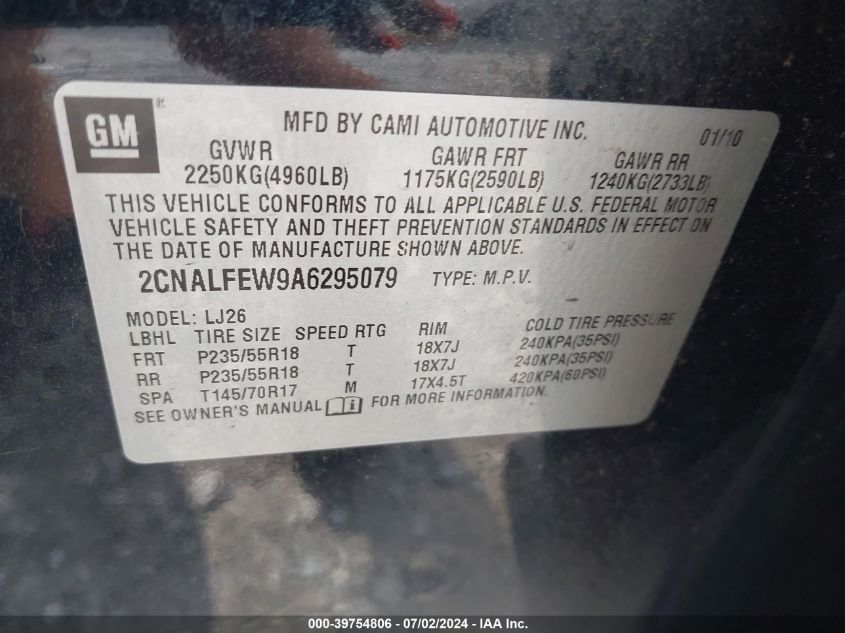 GM ® MFD BY CAMI AUTOMOTIVE INC. 01/10
GVWR GAWR FRT GAWR RR
2250KG(4960LB) 1175KG(2590LB) 1240KG(2733LB)
THIS VEHICLE CONFORMS TO ALL APPLICABLE U.S. FEDERAL MOTOR
VEHICLE SAFETY AND THEFT PREVENTION STANDARDS IN EFFECT ON
THE DATE OF MANUFACTURE SHOWN ABOVE.
2CNALFEW9A6295079 TYPE: M.P.V.
MODEL: LJ26
LBHL TIRE SIZE SPEED RTG RIM COLD TIRE PRESSURE
FRT P235/55R18 T 18X7J 240KPA(35PSI)
RR P235/55R18 T 18X7J 240KPA(35PSI)
SPA T145/70R17 M 17X4.5T 420KPA(60PSI)
SEE OWNER'S MANUAL FOR MORE INFORMATION.
000-39754806 - 07/02/2024 - IAA Inc.